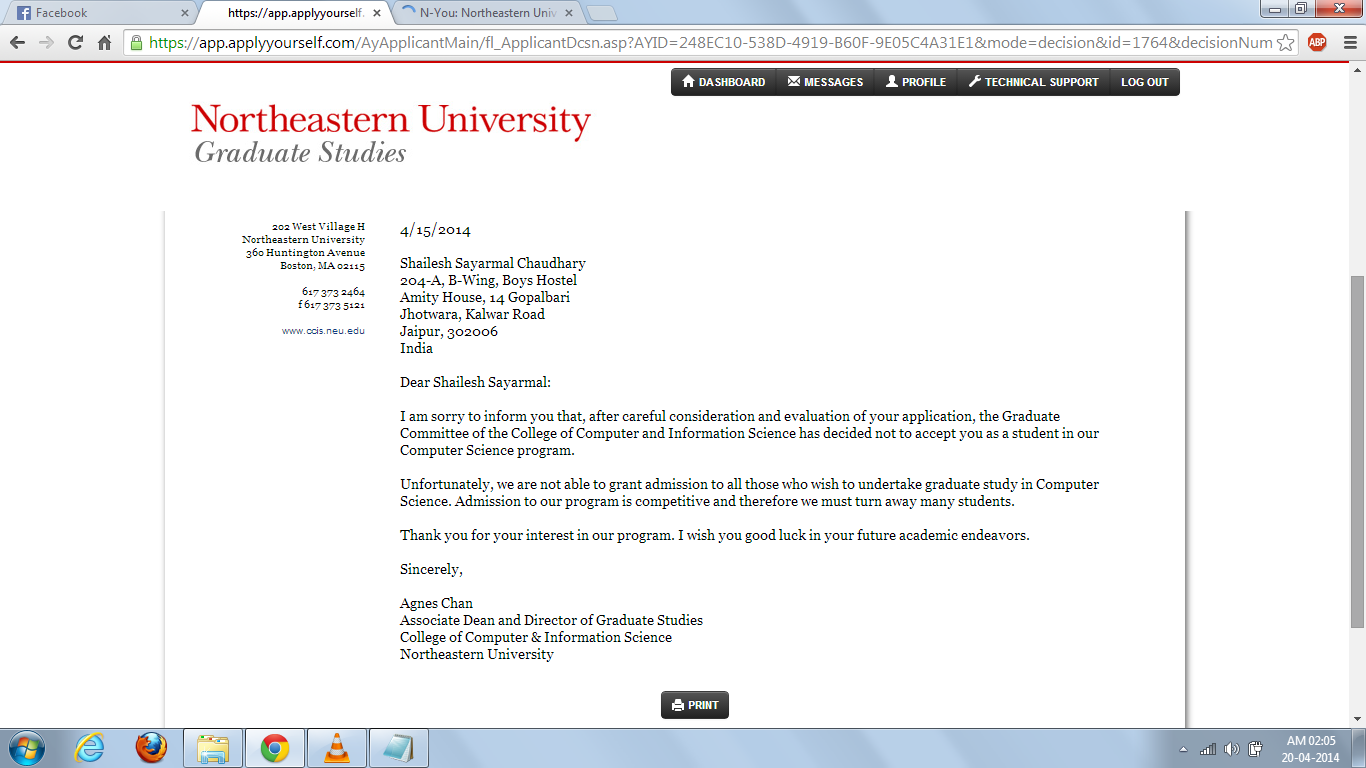 Facebook
https://app.applyyourself.
N-You: Northeastern Univ
https://app.applyyourself.com/AyApplicantMain/fl_ApplicantDcsn.asp?AYID=248EC10-538D-4919-B60F-9E05C4A31E1&mode=decision&id=1764&decisionNum
ABP
DASHBOARD
MESSAGES
PROFILE
TECHNICAL SUPPORT
LOG OUT
Northeastern University
Graduate Studies
202 West Village H
Northeastern University
360 Huntington Avenue
Boston, MA 02115
617 373 2464
f 617 373 5121
www.ccis.neu.edu
4/15/2014
Shailesh Sayarmal Chaudhary
204-A, B-Wing, Boys Hostel
Amity House, 14 Gopalbari
Jhotwara, Kalwar Road
Jaipur, 302006
India
Dear Shailesh Sayarmal:
I am sorry to inform you that, after careful consideration and evaluation of your application, the Graduate
Committee of the College of Computer and Information Science has decided not to accept you as a student in our
Computer Science program.
Unfortunately, we are not able to grant admission to all those who wish to undertake graduate study in Computer
Science. Admission to our program is competitive and therefore we must turn away many students.
Thank you for your interest in our program. I wish you good luck in your future academic endeavors.
Sincerely,
Agnes Chan
Associate Dean and Director of Graduate Studies
College of Computer & Information Science
Northeastern University
PRINT
AM 02:05
20-04-2014